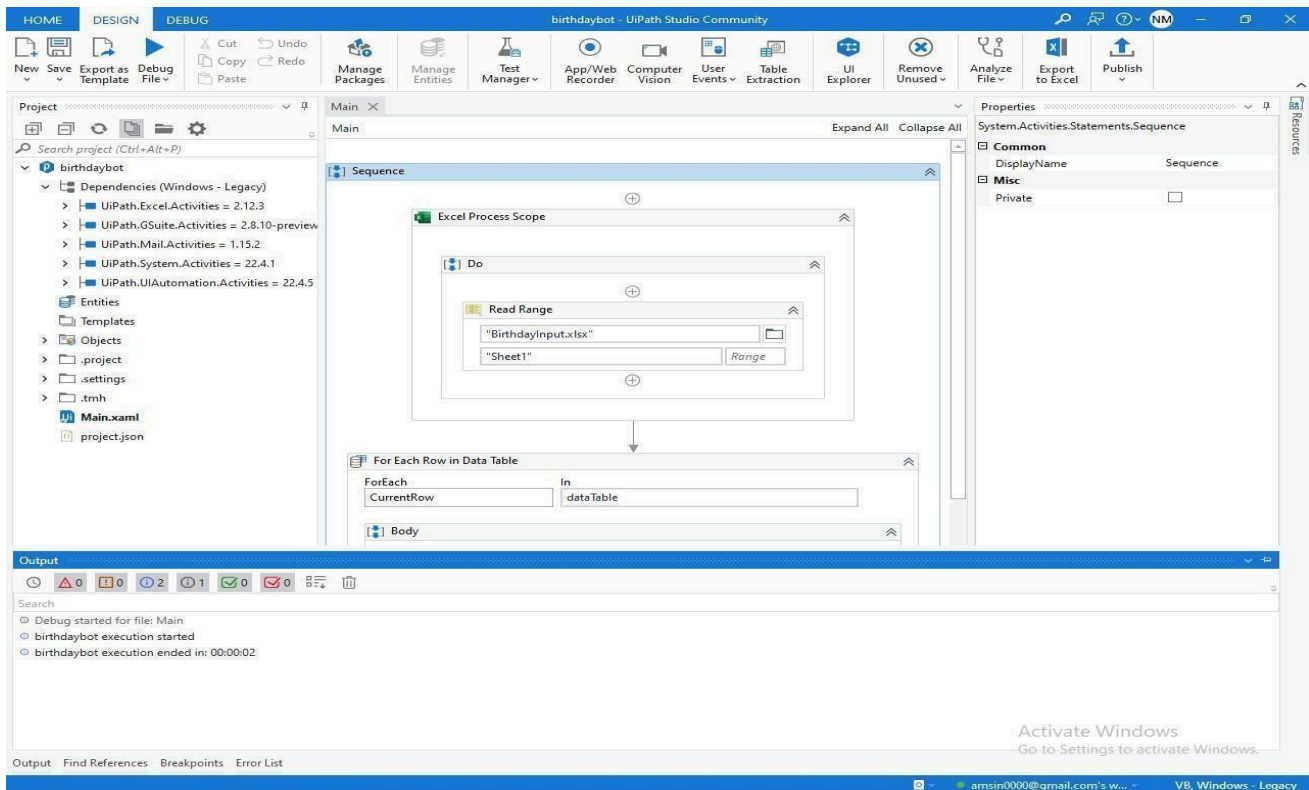 HOME DESIGN DEBUG birthdaybot - UiPath Studio Community NM
New Save Export as Template Debug File Cut Copy Paste Undo Redo Manage Packages Manage Entities Test Manager App/Web Recorder Computer Vision User Events Table Extraction UI Explorer Remove Unused Analyze File Export to Excel Publish
Project
Search project (Ctrl+Alt+P)
birthdaybot
Dependencies (Windows - Legacy)
UiPath.Excel.Activities = 2.12.3
UiPath.GSuite.Activities = 2.8.10-preview
UiPath.Mail.Activities = 1.15.2
UiPath.System.Activities = 22.4.1
UiPath.UIAutomation.Activities = 22.4.5
Entities
Templates
Objects
.project
.settings
.tmh
Main.xaml
project.json
Main
Main Expand All Collapse All
Sequence
Excel Process Scope
Do
Read Range
"BirthdayInput.xlsx"
"Sheet1" Range
For Each Row in Data Table
ForEach In
CurrentRow dataTable
Body
Properties
System.Activities.Statements.Sequence
Common
DisplayName Sequence
Misc
Private
Resources
Output
0 0 2 1 0 0
Search
Debug started for file: Main
birthdaybot execution started
birthdaybot execution ended in: 00:00:02
Activate Windows
Go to Settings to activate Windows.
Output Find References Breakpoints Error List
amsin0000@gmail.com's w... VB, Windows - Legacy